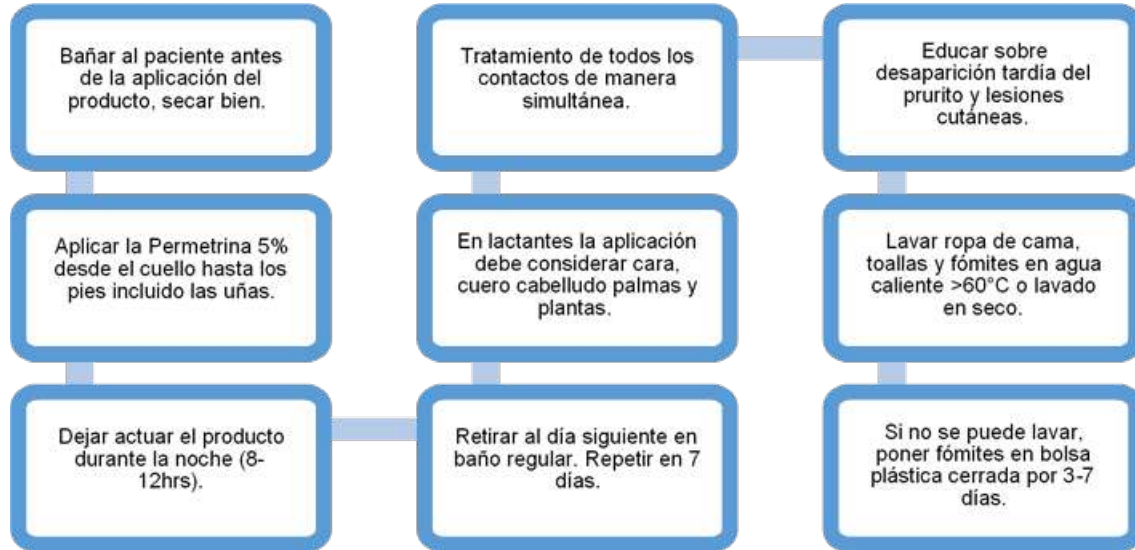 Bañar al paciente antes
de la aplicación del
producto, secar bien.
Aplicar la Permetrina 5%
desde el cuello hasta los
pies incluido las uñas.
Dejar actuar el producto
durante la noche (8-
12hrs).
Retirar al día siguiente en
baño regular. Repetir en 7
días.
En lactantes la aplicación
debe considerar cara,
cuero cabelludo palmas y
plantas.
Tratamiento de todos los
contactos de manera
simultánea.
Educar sobre
desaparición tardía del
prurito y lesiones
cutáneas.
Lavar ropa de cama,
toallas y fómites en agua
caliente >60°C o lavado
en seco.
Si no se puede lavar,
poner fómites en bolsa
plástica cerrada por 3-7
días.